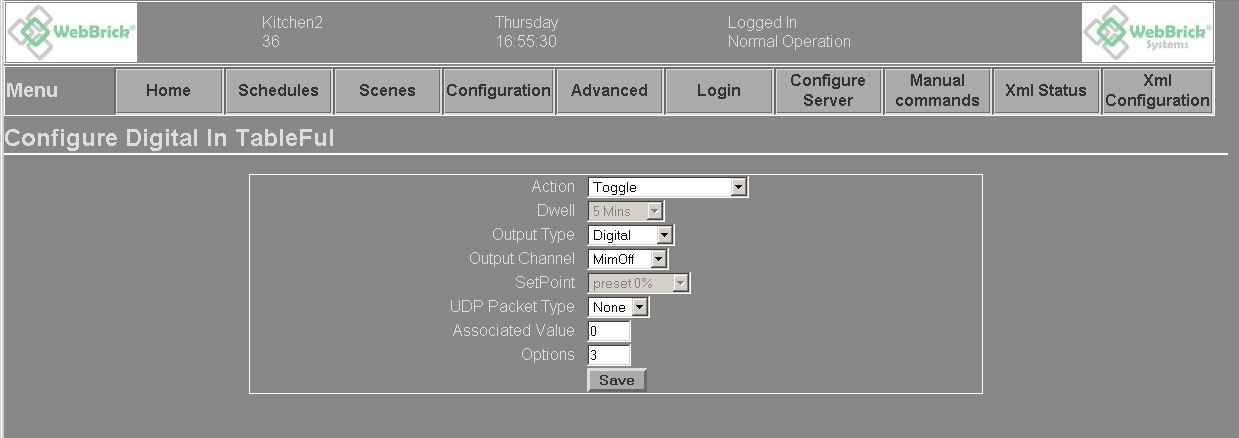 WebBrick®
Kitchen2
36
Thursday
16:55:30
Logged In
Normal Operation
WebBrick®
Systems
Menu
Home
Schedules
Scenes
Configuration
Advanced
Login
Configure Server
Manual commands
Xml Status
Xml Configuration
Configure Digital In TableFul
Action Toggle
Dwell 5 Mins
Output Type Digital
Output Channel MimOff
SetPoint preset 0%
UDP Packet Type None
Associated Value 0
Options 3
Save